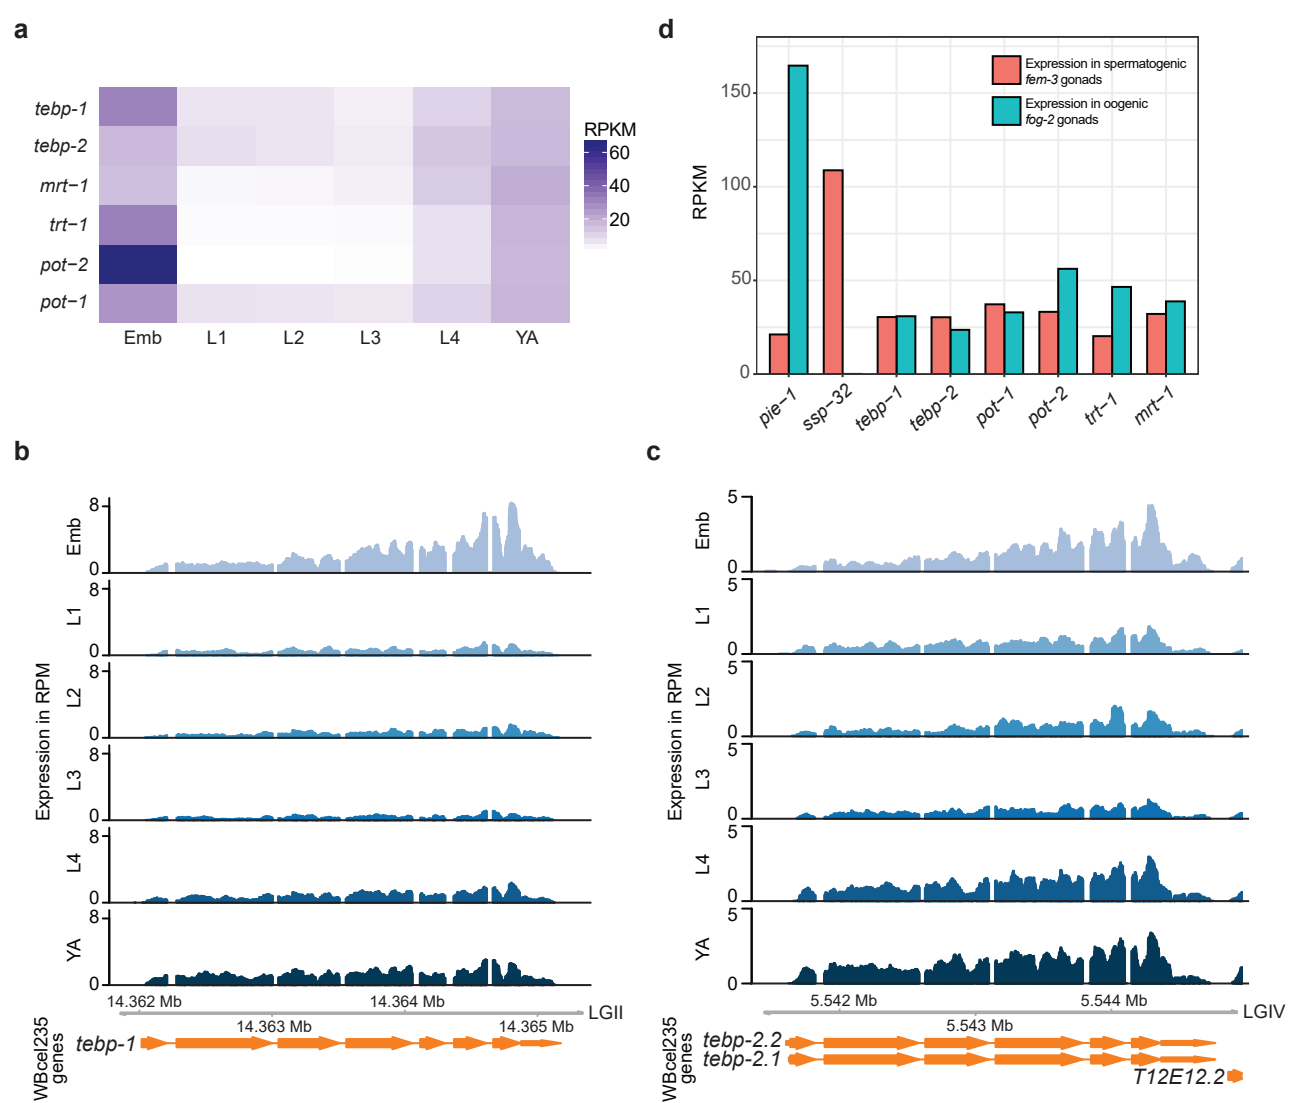 a
tebp-1
tebp-2
mrt-1
trt-1
pot-2
pot-1
Emb L1 L2 L3 L4 YA
RPKM
60
40
20
d
RPKM
150
100
50
0
Expression in spermatogenic
fem-3 gonads
Expression in oogenic
fog-2 gonads
pie-1 ssp-32 tebp-1 tebp-2 pot-1 pot-2 trt-1 mrt-1
b
Expression in RPM
Emb
8
0
L1
8
0
L2
8
0
L3
8
0
L4
8
0
YA
8
0
14.362 Mb 14.364 Mb
LGII
14.363 Mb 14.365 Mb
WBcel235
genes
tebp-1
c
Expression in RPM
Emb
5
0
L1
5
0
L2
5
0
L3
5
0
L4
5
0
YA
5
0
5.542 Mb 5.544 Mb
LGIV
5.543 Mb
WBcel235
genes
tebp-2.2
tebp-2.1
T12E12.2